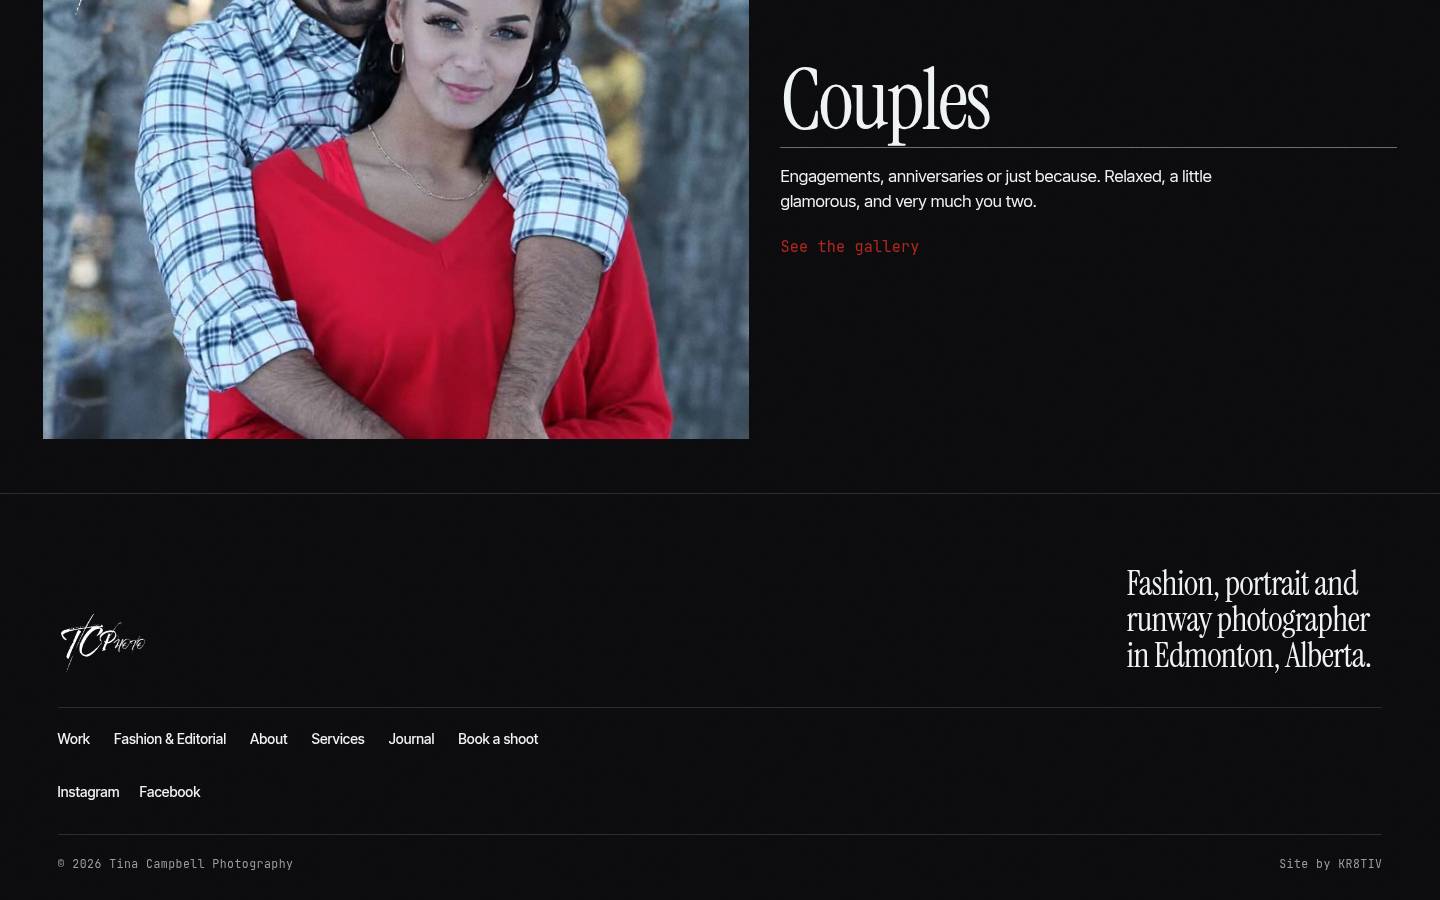 Couples
Engagements, anniversaries or just because. Relaxed, a little
glamorous, and very much you two.
See the gallery
Fashion, portrait and
runway photographer
in Edmonton, Alberta.
TCPHOTO
Work Fashion & Editorial About Services Journal Book a shoot
Instagram Facebook
© 2026 Tina Campbell Photography
Site by KR8TIV